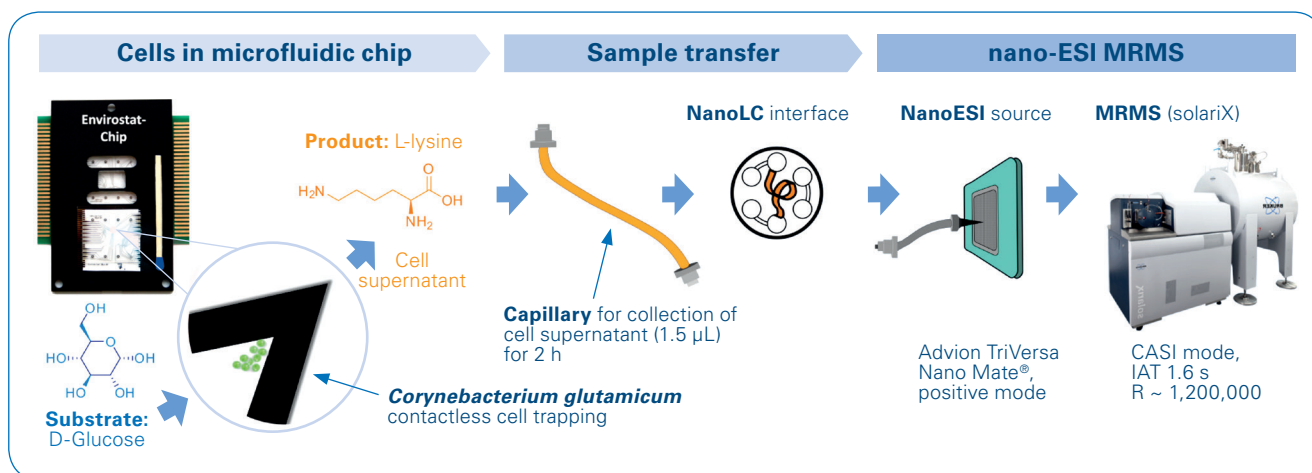 Cells in microfluidic chip
Sample transfer
nano-ESI MRMS
Envirostat-
Chip
Product: L-lysine
H₂N
O
OH
NH₂
Cell
supernatant
OH
HO
O
OH
HO
OH
OH
Substrate:
D-Glucose
Corynebacterium glutamicum
contactless cell trapping
Capillary for collection of
cell supernatant (1.5 µL)
for 2 h
NanoLC interface
NanoESI source
Advion TriVersa
Nano Mate®,
positive mode
MRMS (solariX)
BRUKER
solariX
CASI mode,
IAT 1.6 s
R ~ 1,200,000